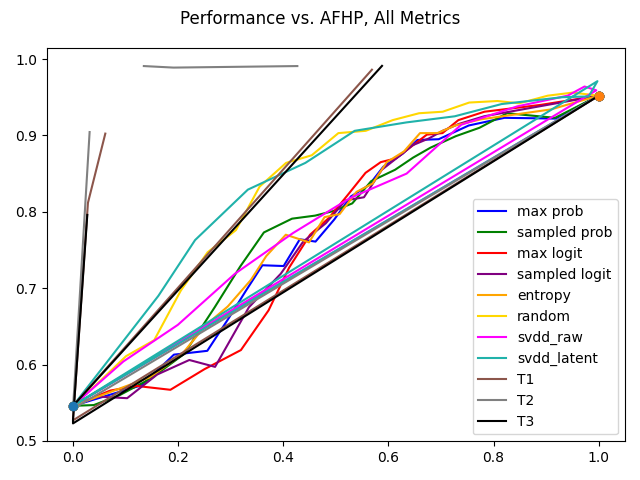 Performance vs. AFHP, All Metrics
1.0
0.9
0.8
0.7
0.6
0.5
0.0
0.2
0.4
0.6
0.8
1.0
max prob
sampled prob
max logit
sampled logit
entropy
random
svdd_raw
svdd_latent
T1
T2
T3